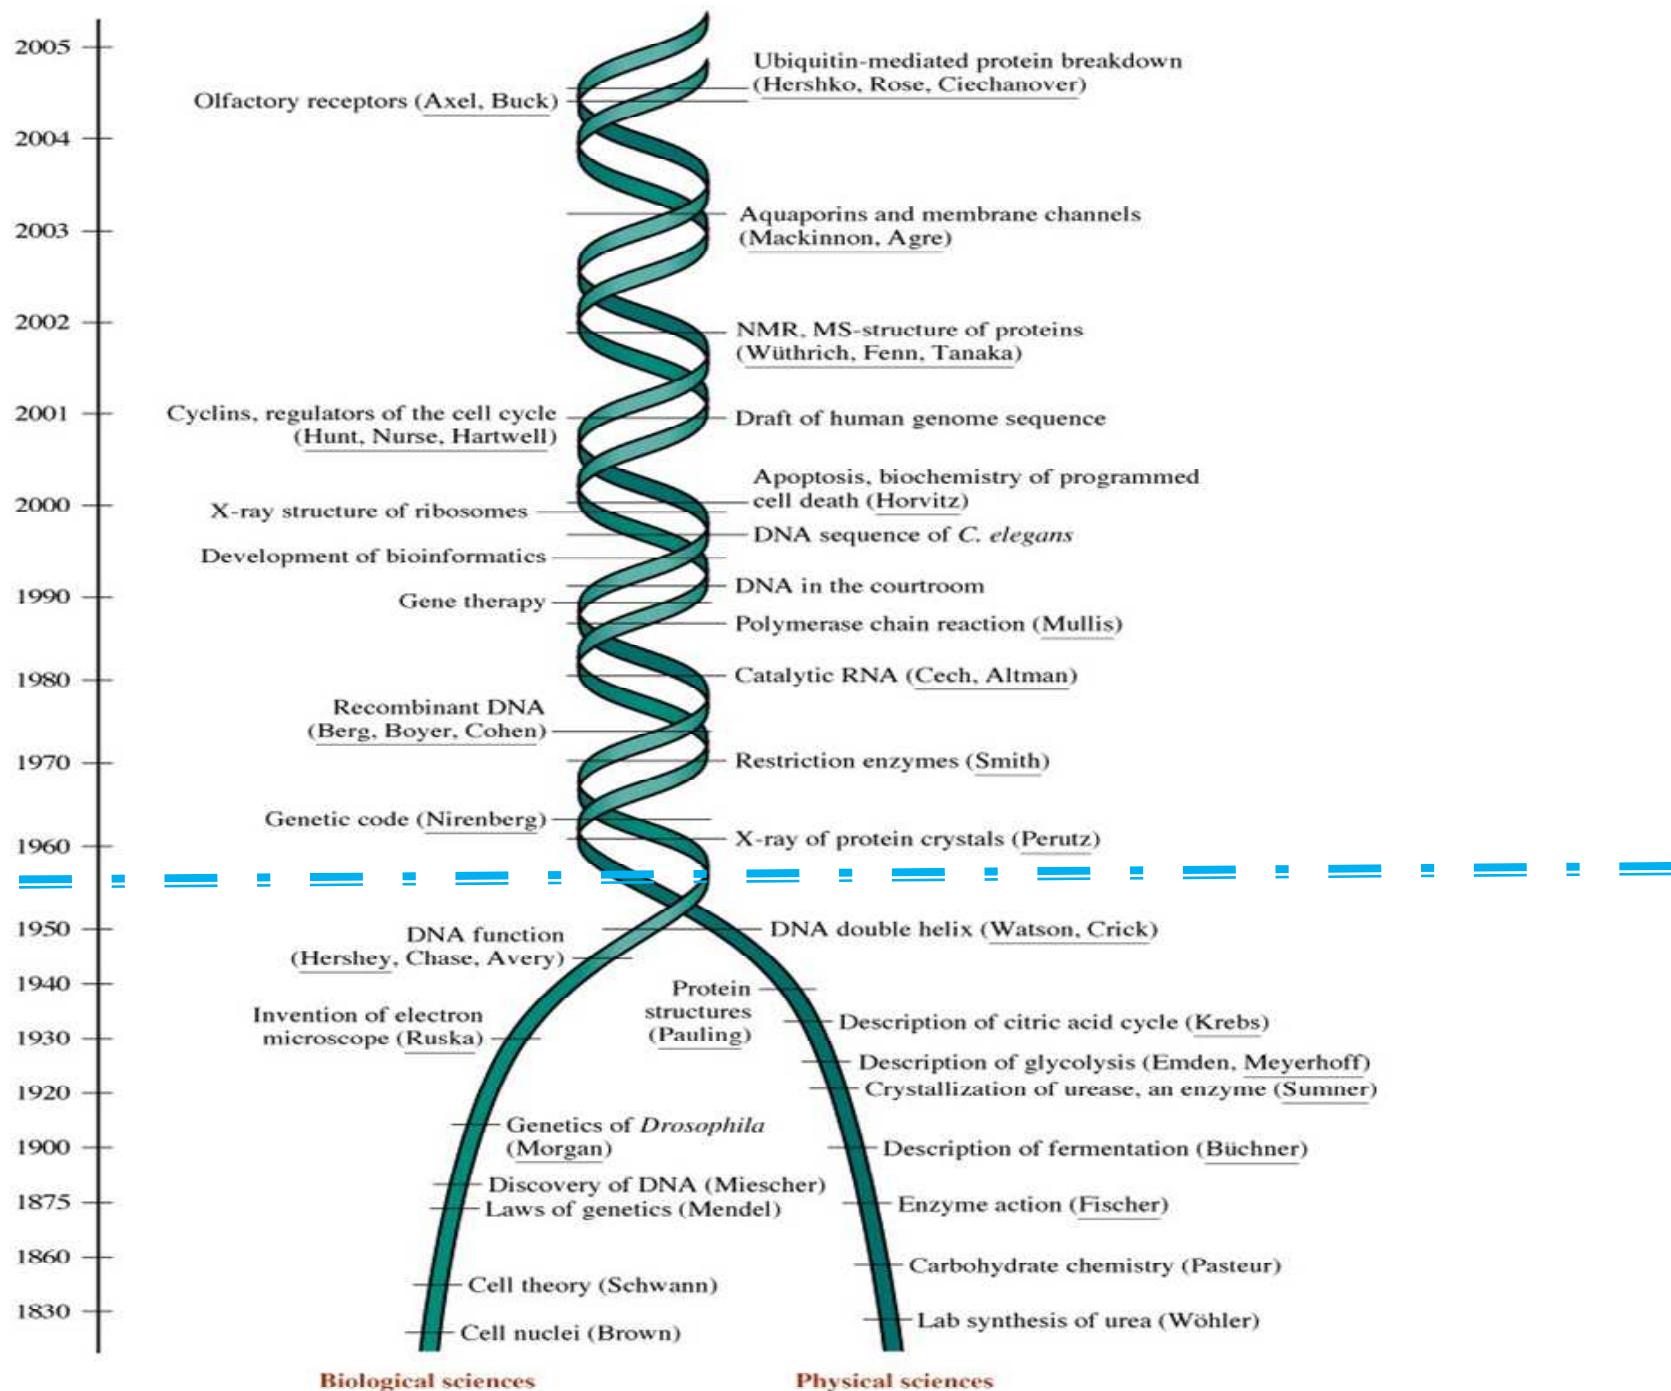 2005
Ubiquitin-mediated protein breakdown
(Hershko, Rose, Ciechanover)
Olfactory receptors (Axel, Buck)
2004
Aquaporins and membrane channels
2003
(Mackinnon, Agre)
2002
NMR, MS-structure of proteins
(Wüthrich, Fenn, Tanaka)
2001
Cyclins, regulators of the cell cycle
(Hunt, Nurse, Hartwell)
Draft of human genome sequence
Apoptosis, biochemistry of programmed
cell death (Horvitz)
2000
X-ray structure of ribosomes
DNA sequence of C. elegans
Development of bioinformatics
DNA in the courtroom
1990
Gene therapy
Polymerase chain reaction (Mullis)
1980
Catalytic RNA (Cech, Altman)
Recombinant DNA
(Berg, Boyer, Cohen)
1970
Restriction enzymes (Smith)
Genetic code (Nirenberg)
1960
X-ray of protein crystals (Perutz)
1950
DNA double helix (Watson, Crick)
DNA function
(Hershey, Chase, Avery)
1940
Protein
structures
(Pauling)
Invention of electron
microscope (Ruska)
Description of citric acid cycle (Krebs)
1930
Description of glycolysis (Emden, Meyerhoff)
1920
Crystallization of urease, an enzyme (Sumner)
Genetics of Drosophila
(Morgan)
1900
Description of fermentation (Büchner)
Discovery of DNA (Miescher)
1875
Laws of genetics (Mendel)
Enzyme action (Fischer)
1860
Carbohydrate chemistry (Pasteur)
Cell theory (Schwann)
1830
Lab synthesis of urea (Wöhler)
Cell nuclei (Brown)
Biological sciences
Physical sciences